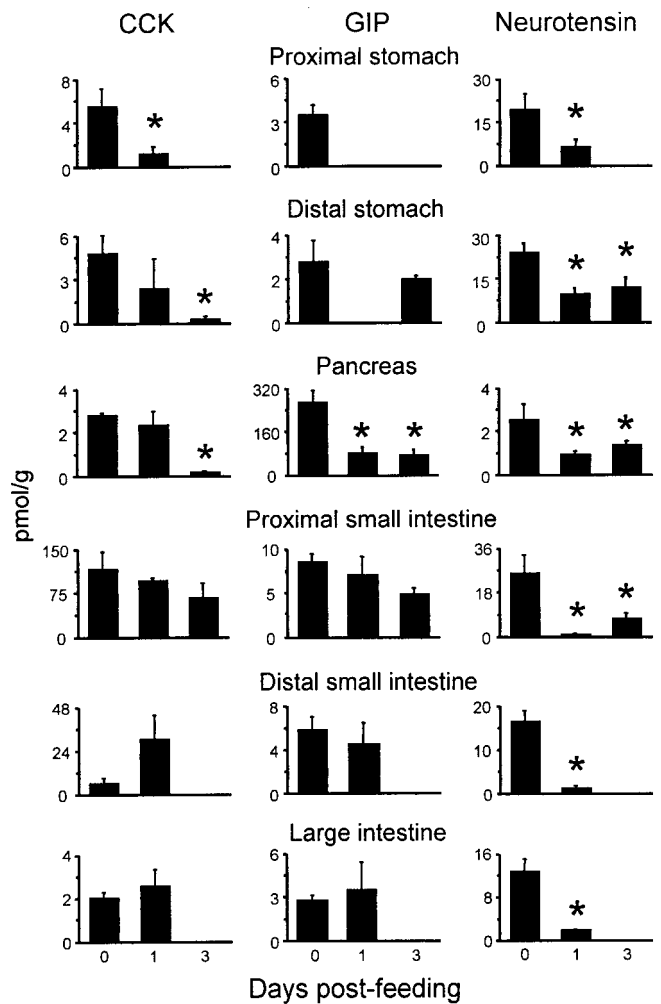 CCK GIP Neurotensin
Proximal stomach
8 6 30
* *
4 3 15
0 0 0
Distal stomach
6 4 30
* * *
3 2 15
0 0 0
Pancreas
4 320 4
* * * * *
2 160 2
0 0 0
pmol/g
Proximal small intestine
150 10 36
75 5 18
* *
0 0 0
Distal small intestine
48 8 20
24 4 10
*
0 0 0
Large intestine
4 6 16
2 3 8
*
0 0 0
0 1 3 0 1 3 0 1 3
Days post-feeding